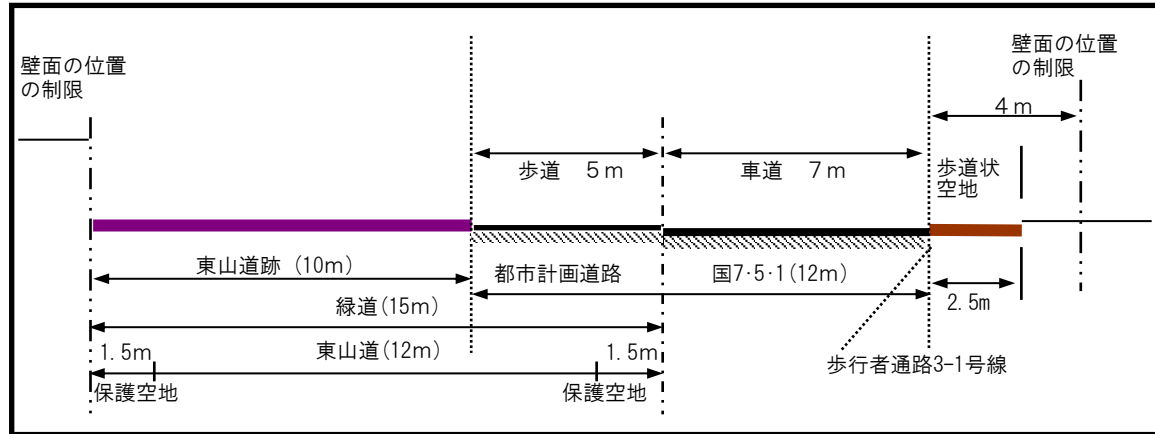 壁面の位置
の制限
壁面の位置
の制限
4m
歩道 5m
車道 7m
歩道状
空地
東山道跡 (10m)
都市計画道路
国7·5·1(12m)
2.5m
緑道(15m)
1.5m
東山道(12m)
1.5m
歩行者通路3-1号線
保護空地
保護空地